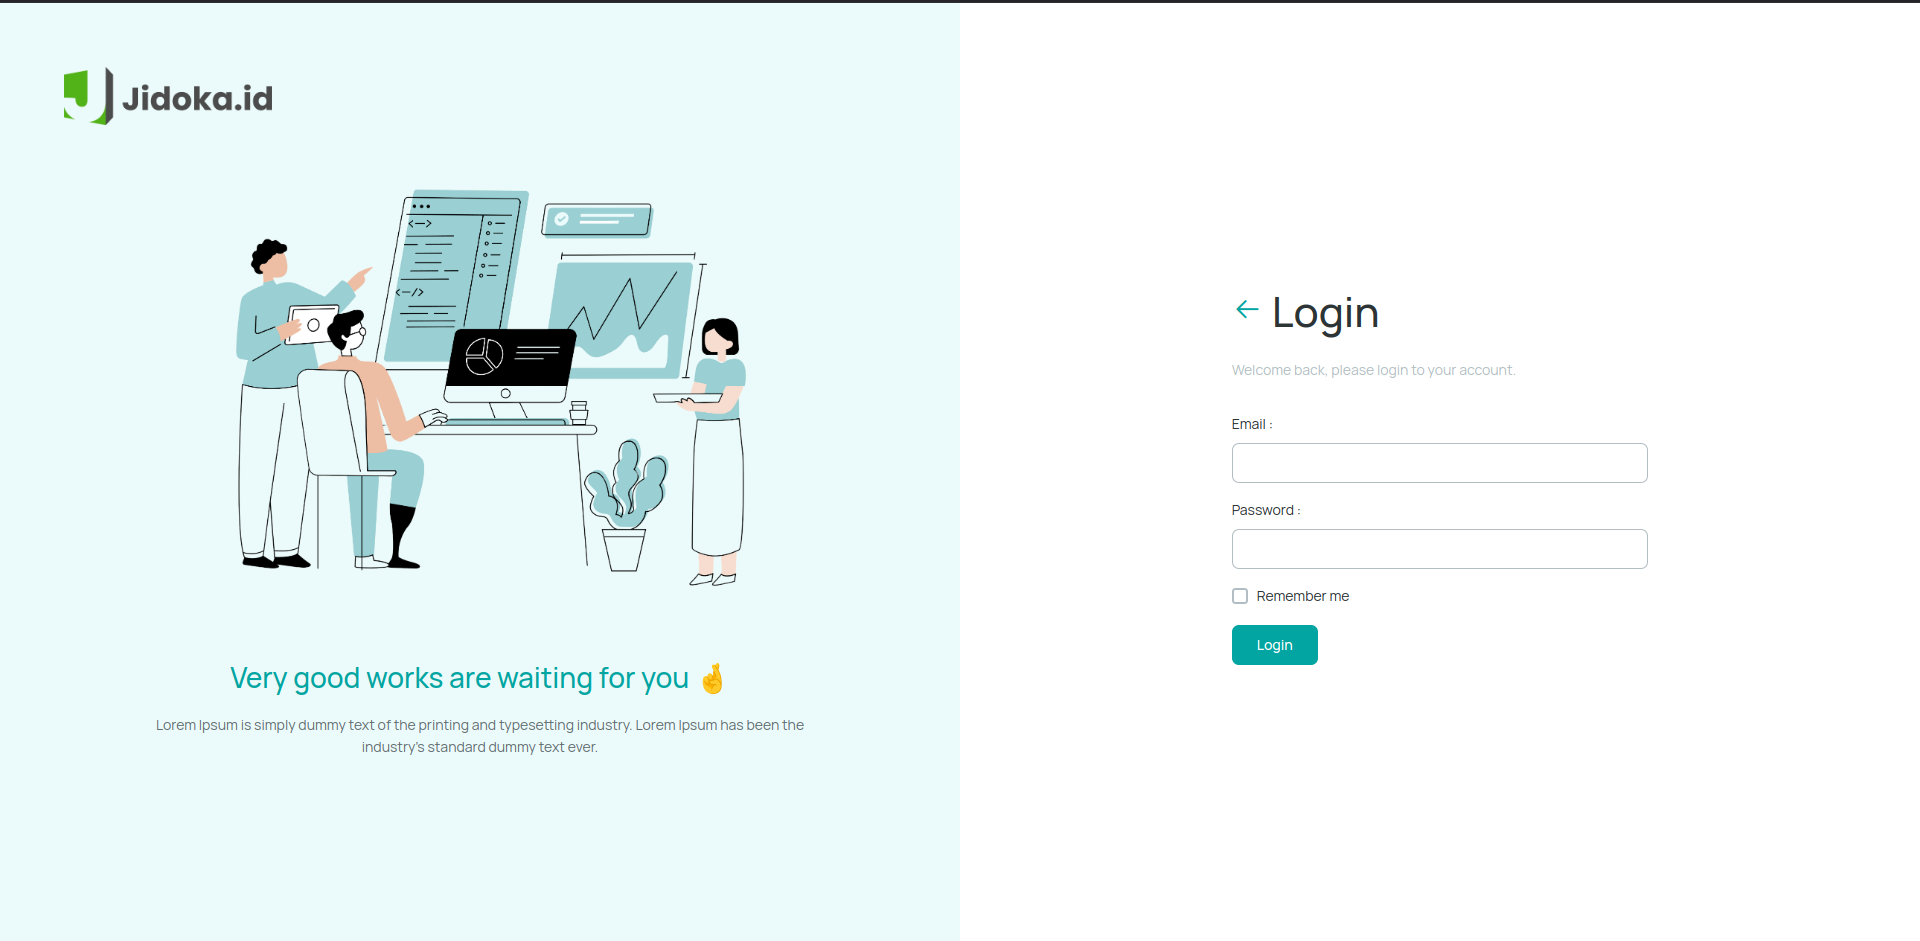 Jidoka.id
Very good works are waiting for you 🤞
Lorem Ipsum is simply dummy text of the printing and typesetting industry. Lorem Ipsum has been the
industry's standard dummy text ever.
Login
Welcome back, please login to your account.
Email :
Password :
Remember me
Login